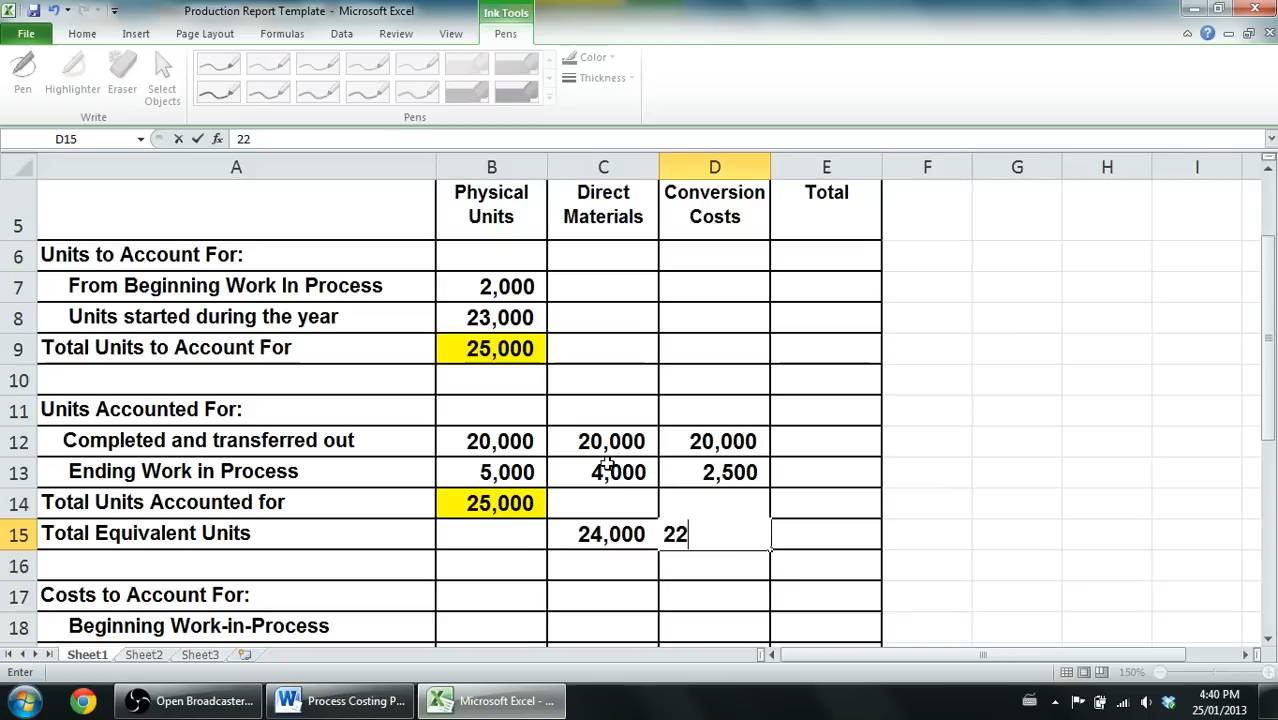 Production Report Template - Microsoft Excel
Ink Tools
File Home Insert Page Layout Formulas Data Review View Pens
Pen Highlighter Eraser Select Objects
Color
Thickness
Write Pens
D15 fx 22
A B C D E F G H I
5 Physical Units Direct Materials Conversion Costs Total
6 Units to Account For:
7 From Beginning Work In Process 2,000
8 Units started during the year 23,000
9 Total Units to Account For 25,000
10
11 Units Accounted For:
12 Completed and transferred out 20,000 20,000 20,000
13 Ending Work in Process 5,000 4,000 2,500
14 Total Units Accounted for 25,000
15 Total Equivalent Units 24,000 22
16
17 Costs to Account For:
18 Beginning Work-in-Process
Sheet1 Sheet2 Sheet3
Enter 150%
Open Broadcaster... Process Costing P... Microsoft Excel - ...
4:40 PM
25/01/2013